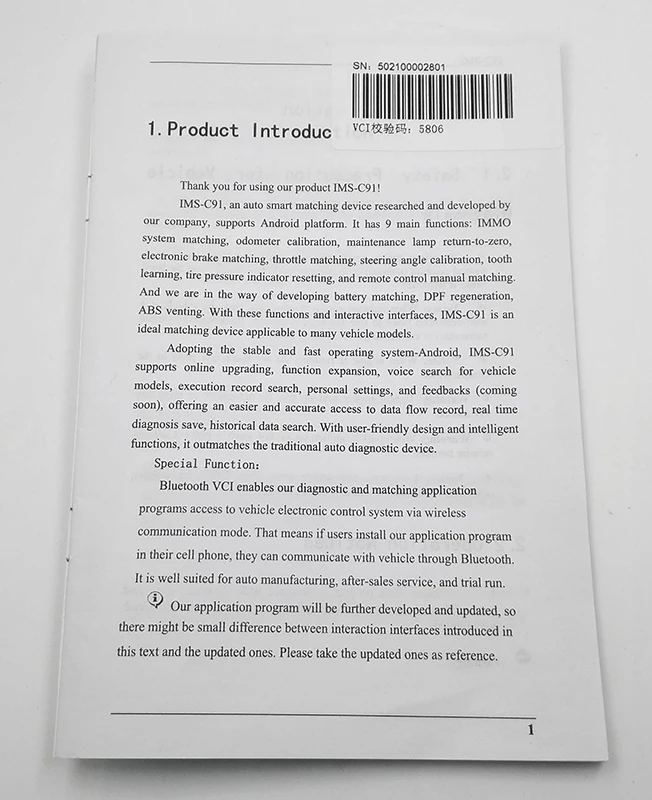 SN: 502100002801
VCI校验码: 5806
1. Product Introduc
Thank you for using our product IMS-C91!
IMS-C91, an auto smart matching device researched and developed by
our company, supports Android platform. It has 9 main functions: IMMO
system matching, odometer calibration, maintenance lamp return-to-zero,
electronic brake matching, throttle matching, steering angle calibration, tooth
learning, tire pressure indicator resetting, and remote control manual matching.
And we are in the way of developing battery matching, DPF regeneration,
ABS venting. With these functions and interactive interfaces, IMS-C91 is an
ideal matching device applicable to many vehicle models.
Adopting the stable and fast operating system-Android, IMS-C91
supports online upgrading, function expansion, voice search for vehicle
models, execution record search, personal settings, and feedbacks (coming
soon), offering an easier and accurate access to data flow record, real time
diagnosis save, historical data search. With user-friendly design and intelligent
functions, it outmatches the traditional auto diagnostic device.
Special Function:
Bluetooth VCI enables our diagnostic and matching application
programs access to vehicle electronic control system via wireless
communication mode. That means if users install our application program
in their cell phone, they can communicate with vehicle through Bluetooth.
It is well suited for auto manufacturing, after-sales service, and trial run.
Our application program will be further developed and updated, so
there might be small difference between interaction interfaces introduced in
this text and the updated ones. Please take the updated ones as reference.
1